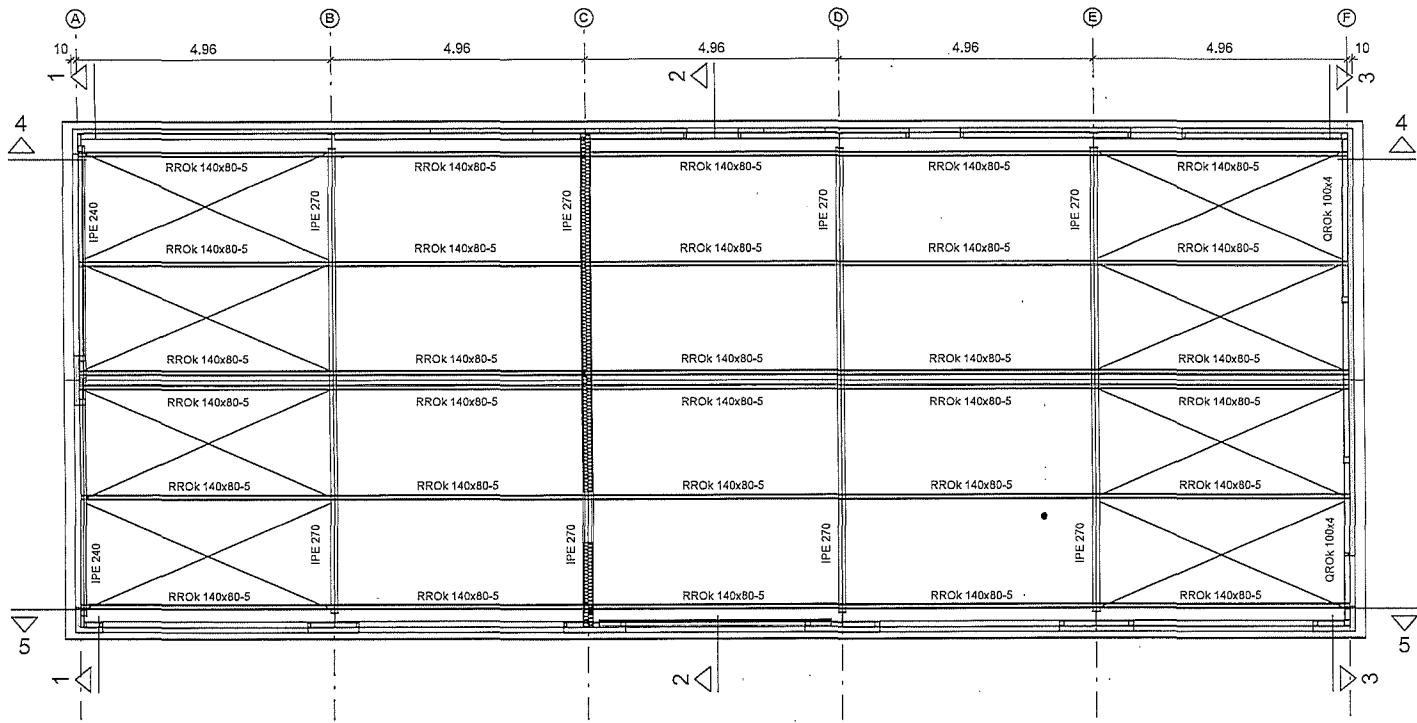 A B C D E F
10 4.96 4.96 4.96 4.96 4.96 10
1 2 3
4 4
RROk 140x80-5 RROk 140x80-5 RROk 140x80-5 RROk 140x80-5 RROk 140x80-5
IPE 240 IPE 270 IPE 270 IPE 270 IPE 270 QROk 100x4
RROk 140x80-5 RROk 140x80-5 RROk 140x80-5 RROk 140x80-5 RROk 140x80-5
RROk 140x80-5 RROk 140x80-5 RROk 140x80-5 RROk 140x80-5 RROk 140x80-5
RROk 140x80-5 RROk 140x80-5 RROk 140x80-5 RROk 140x80-5 RROk 140x80-5
RROk 140x80-5 RROk 140x80-5 RROk 140x80-5 RROk 140x80-5 RROk 140x80-5
IPE 240 IPE 270 IPE 270 IPE 270 IPE 270 QROk 100x4
RROk 140x80-5 RROk 140x80-5 RROk 140x80-5 RROk 140x80-5 RROk 140x80-5
5 5
1 2 3